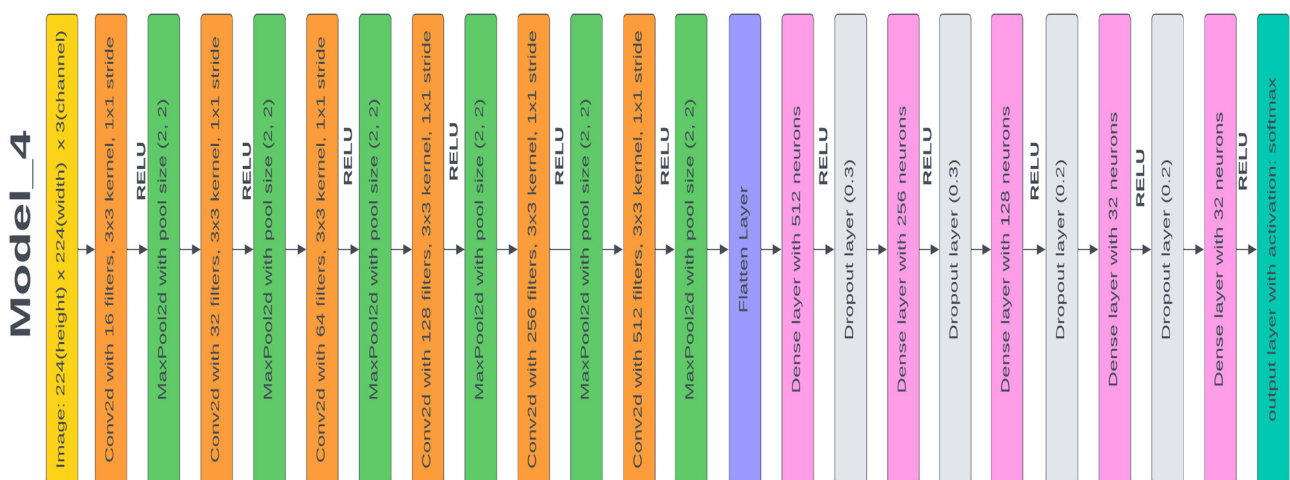 Model_4
Image: 224(height) x 224(width) x 3(channel)
Conv2d with 16 filters, 3x3 kernel, 1x1 stride
RELU
MaxPool2d with pool size (2, 2)
Conv2d with 32 filters, 3x3 kernel, 1x1 stride
RELU
MaxPool2d with pool size (2, 2)
Conv2d with 64 filters, 3x3 kernel, 1x1 stride
RELU
MaxPool2d with pool size (2, 2)
Conv2d with 128 filters, 3x3 kernel, 1x1 stride
RELU
MaxPool2d with pool size (2, 2)
Conv2d with 256 filters, 3x3 kernel, 1x1 stride
RELU
MaxPool2d with pool size (2, 2)
Conv2d with 512 filters, 3x3 kernel, 1x1 stride
RELU
MaxPool2d with pool size (2, 2)
Flatten Layer
Dense layer with 512 neurons
RELU
Dropout layer (0.3)
Dense layer with 256 neurons
RELU
Dropout layer (0.3)
Dense layer with 128 neurons
RELU
Dropout layer (0.2)
Dense layer with 32 neurons
RELU
Dropout layer (0.2)
Dense layer with 32 neurons
RELU
output layer with activation: softmax